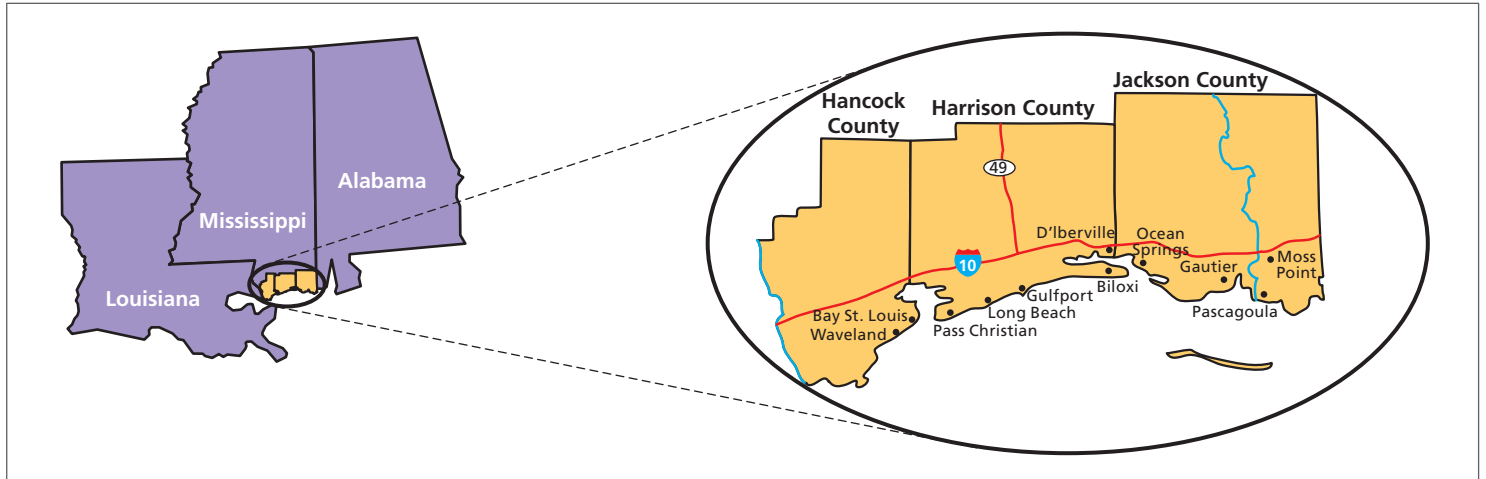 Louisiana
Mississippi
Alabama
Hancock
County
Harrison County
Jackson County
49
10
D'Iberville
Ocean
Springs
Gautier
Moss
Point
Biloxi
Pascagoula
Gulfport
Long Beach
Pass Christian
Bay St. Louis
Waveland